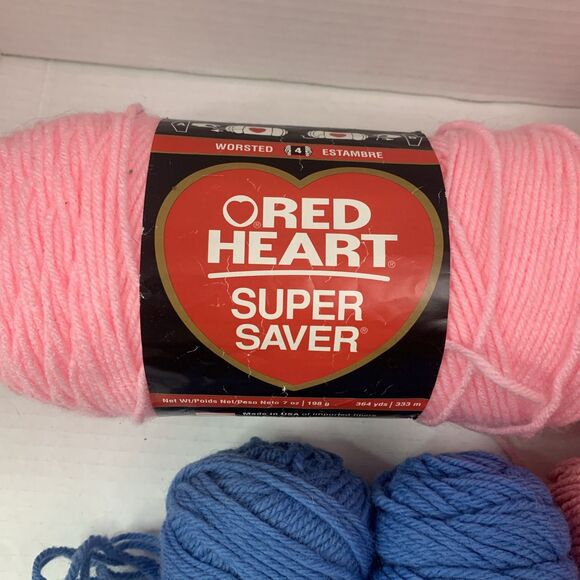 WORSTED 4 ESTAMBRE
RED
HEART®
SUPER
SAVER®
Net Wt/Poids Net/Peso Neto 7 oz | 198 g 364 yds | 333 m
Made in USA of imported fibers